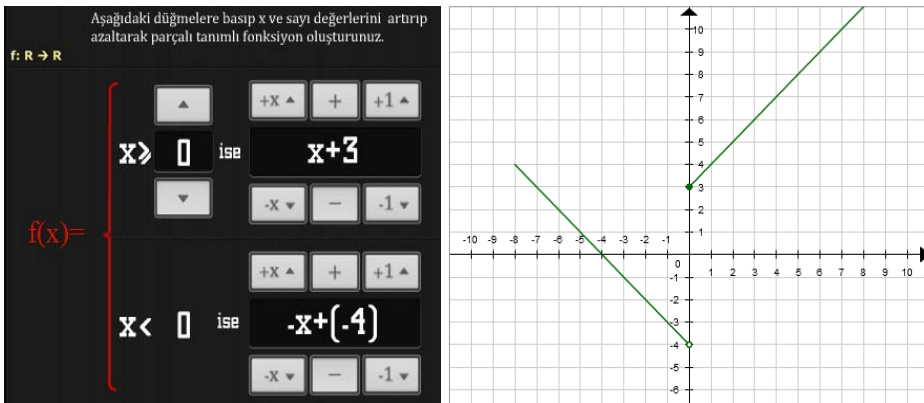 Aşağıdaki düğmelere basıp x ve sayı değerlerini artırıp
azaltarak parçalı tanımlı fonksiyon oluşturunuz.
f: R → R
+x ▲ + +1 ▲
x≥ 0 ise x+3
-x ▼ − -1 ▼
f(x)=
+x ▲ + +1 ▲
x< 0 ise -x+(-4)
-x ▼ − -1 ▼
10
9
8
7
6
5
4
3
2
1
-10 -9 -8 -7 -6 -5 -4 -3 -2 -1
0 1 2 3 4 5 6 7 8 9 10
-1
-2
-3
-4
-5
-6